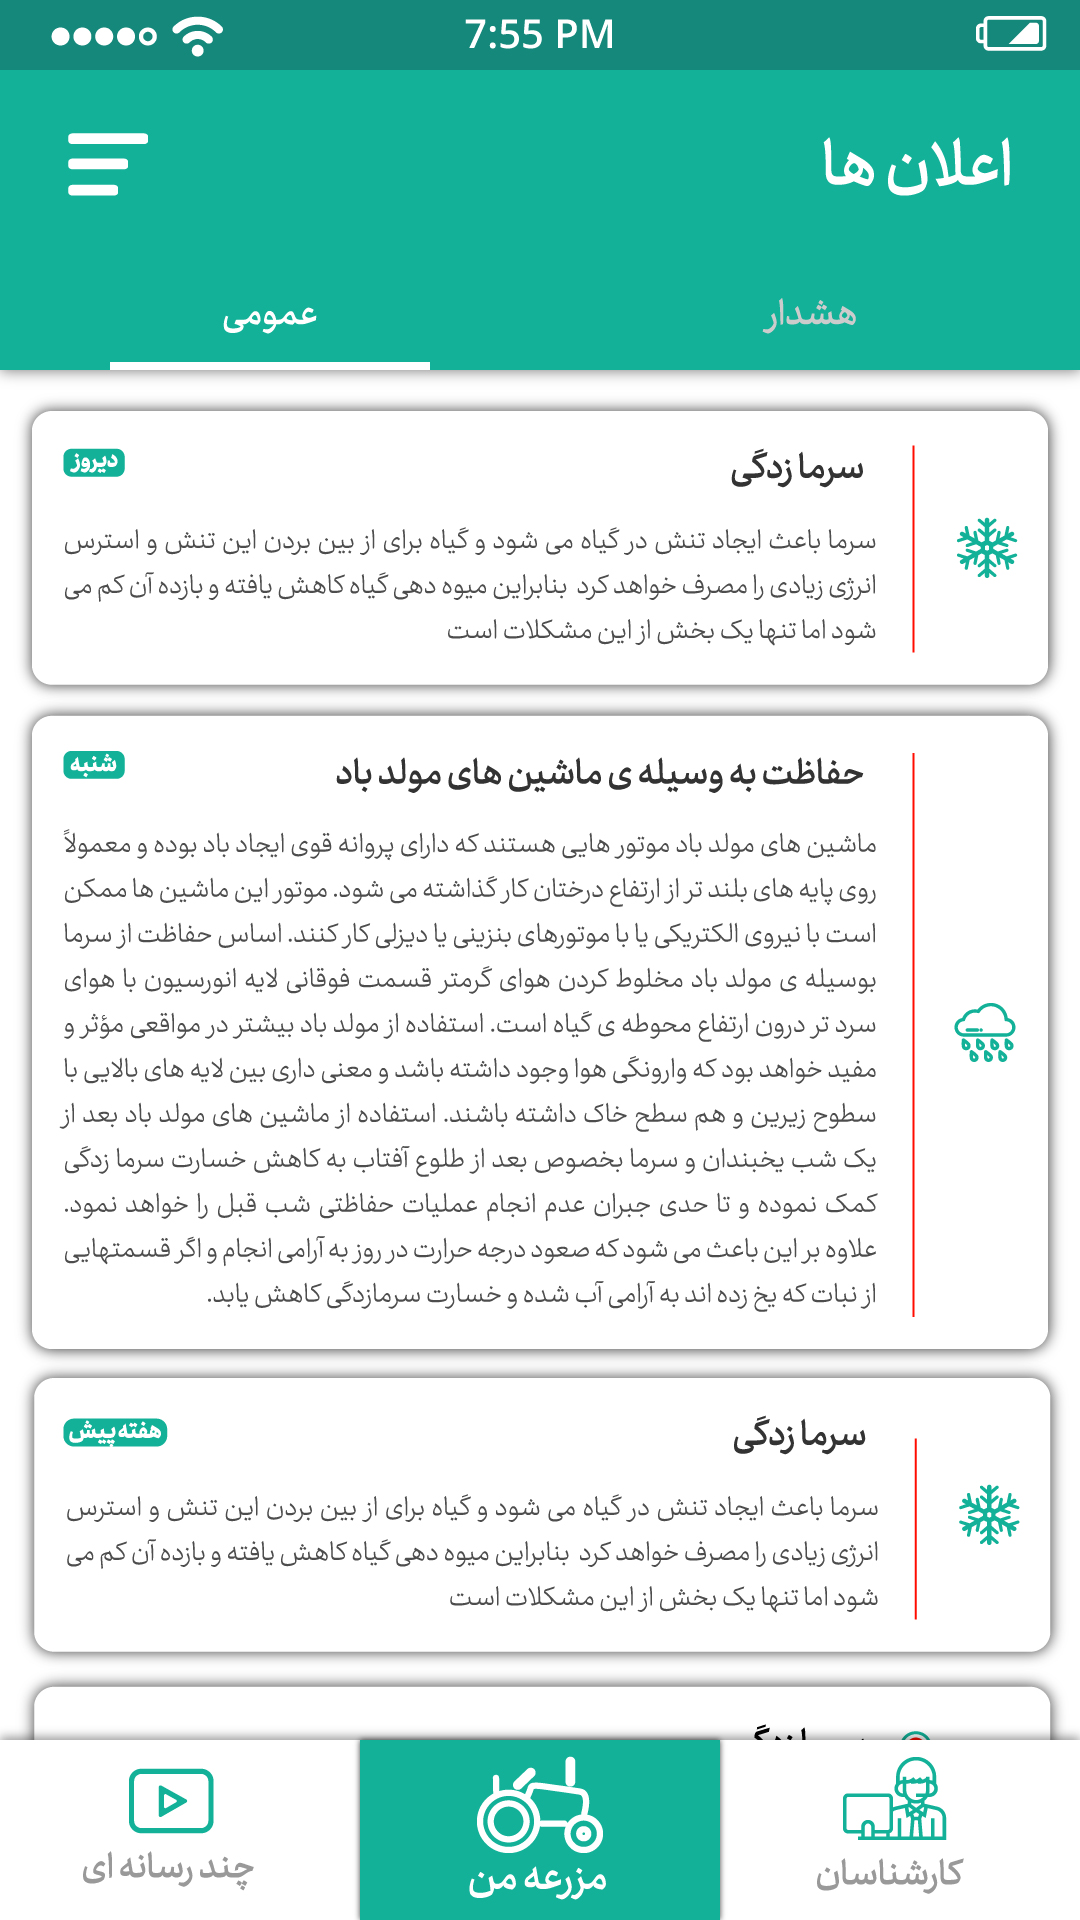 7:55 PM
اعلان ها
هشدار
عمومی
سرما زدگی
دیروز
سرما باعث ایجاد تنش در گیاه می شود و گیاه برای از بین بردن این تنش و استرس
انرژی زیادی را مصرف خواهد کرد بنابراین میوه دهی گیاه کاهش یافته و بازده آن کم می
شود اما تنها یک بخش از این مشکلات است
حفاظت به وسیله ی ماشین های مولد باد
شنبه
ماشین های مولد باد موتور هایی هستند که دارای پروانه قوی ایجاد باد بوده و معمولاً
روی پایه های بلند تر از ارتفاع درختان کار گذاشته می شود. موتور این ماشین ها ممکن
است با نیروی الکتریکی یا با موتورهای بنزینی یا دیزلی کار کنند. اساس حفاظت از سرما
بوسیله ی مولد باد مخلوط کردن هوای گرمتر قسمت فوقانی لایه انورسیون با هوای
سرد تر درون ارتفاع محوطه ی گیاه است. استفاده از مولد باد بیشتر در مواقعی مؤثر و
مفید خواهد بود که وارونگی هوا وجود داشته باشد و معنی داری بین لایه های بالایی با
سطوح زیرین و هم سطح خاک داشته باشند. استفاده از ماشین های مولد باد بعد از
یک شب یخبندان و سرما بخصوص بعد از طلوع آفتاب به کاهش خسارت سرما زدگی
کمک نموده و تا حدی جبران عدم انجام عملیات حفاظتی شب قبل را خواهد نمود.
علاوه بر این باعث می شود که صعود درجه حرارت در روز به آرامی انجام و اگر قسمتهایی
از نبات که یخ زده اند به آرامی آب شده و خسارت سرمازدگی کاهش یابد.
سرما زدگی
هفته پیش
سرما باعث ایجاد تنش در گیاه می شود و گیاه برای از بین بردن این تنش و استرس
انرژی زیادی را مصرف خواهد کرد بنابراین میوه دهی گیاه کاهش یافته و بازده آن کم می
شود اما تنها یک بخش از این مشکلات است
کارشناسان
مزرعه من
چند رسانه ای